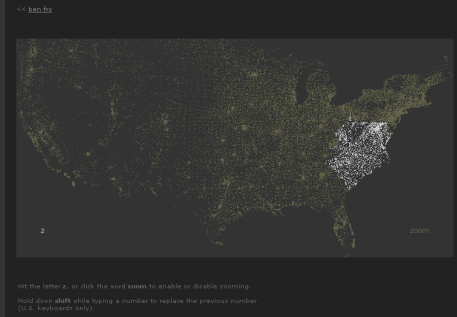 << ben fry
2
zoom
Hit the letter z, or click the word zoom to enable or disable zooming.
Hold down shift while typing a number to replace the previous number
(U.S. keyboards only).